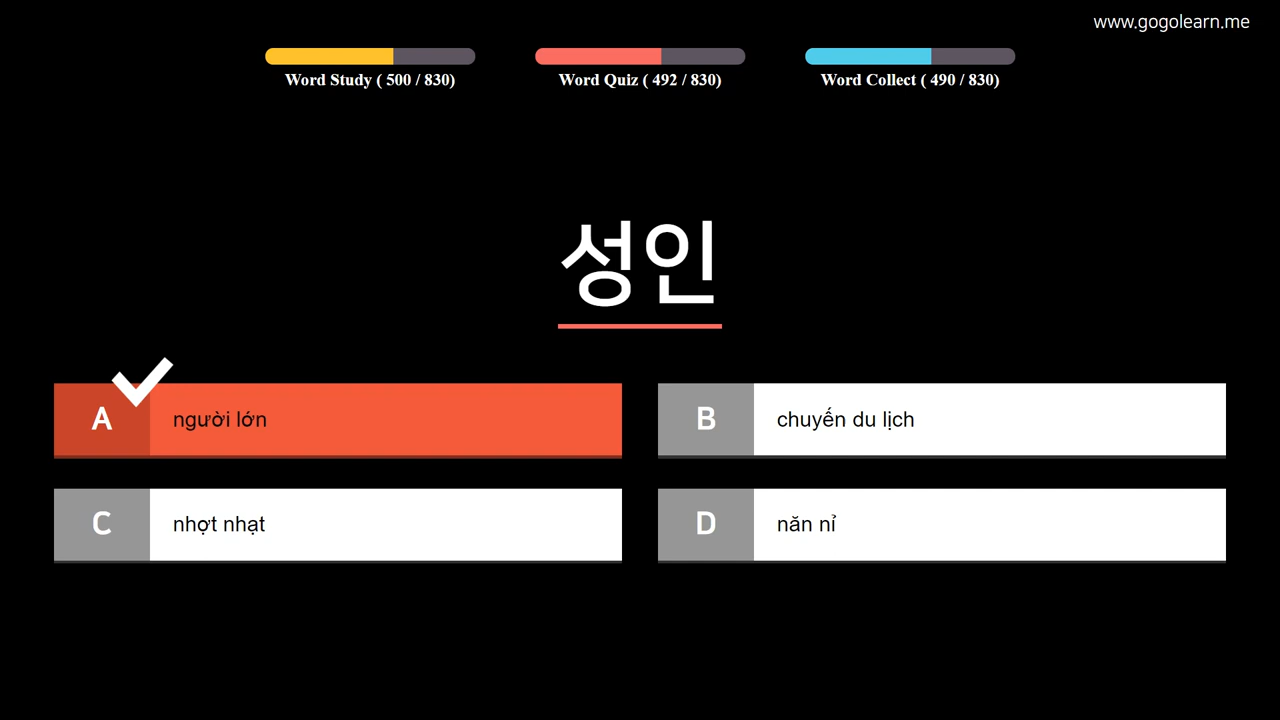 www.gogolearn.me
Word Study ( 500 / 830)
Word Quiz ( 492 / 830)
Word Collect ( 490 / 830)
성인
A người lớn
B chuyến du lịch
C nhợt nhạt
D năn nỉ